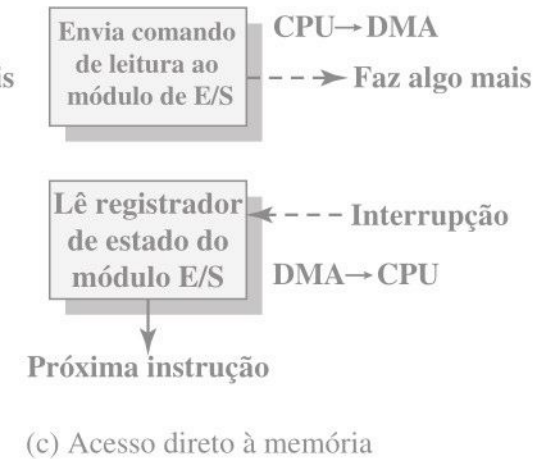 Envia comando
de leitura ao
módulo de E/S
CPU→DMA
is
Faz algo mais
Lê registrador
de estado do
módulo E/S
Interrupção
DMA→CPU
Próxima instrução
(c) Acesso direto à memória